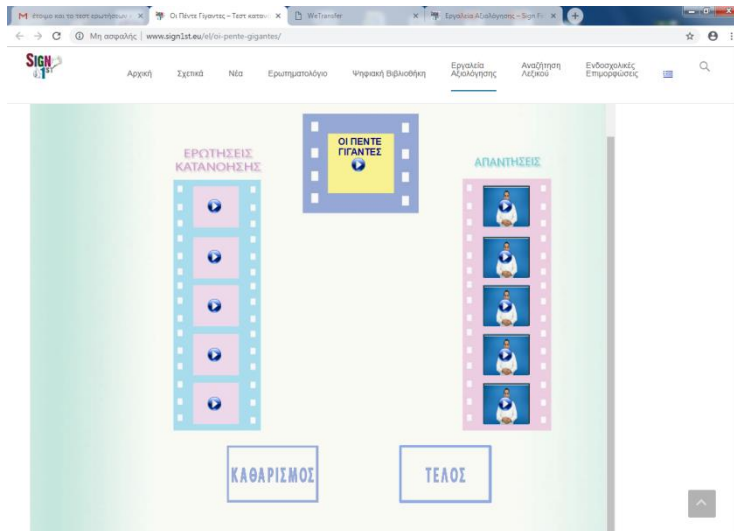 έτοιμο και το τεστ ερωτήσεων
Οι Πέντε Γίγαντες – Τεστ κατανο
WeTransfer
Εργαλεία Αξιολόγησης – Sign Fir
Μη ασφαλής | www.sign1st.eu/el/oi-pente-gigantes/
SIGN
1ST
Αρχική
Σχετικά
Νέα
Ερωτηματολόγιο
Ψηφιακή Βιβλιοθήκη
Εργαλεία
Αξιολόγησης
Αναζήτηση
Λεξικού
Ενδοσχολικές
Επιμορφώσεις
ΟΙ ΠΕΝΤΕ
ΓΙΓΑΝΤΕΣ
ΕΡΩΤΗΣΕΙΣ
ΚΑΤΑΝΟΗΣΗΣ
ΑΠΑΝΤΗΣΕΙΣ
ΚΑΘΑΡΙΣΜΟΣ
ΤΕΛΟΣ